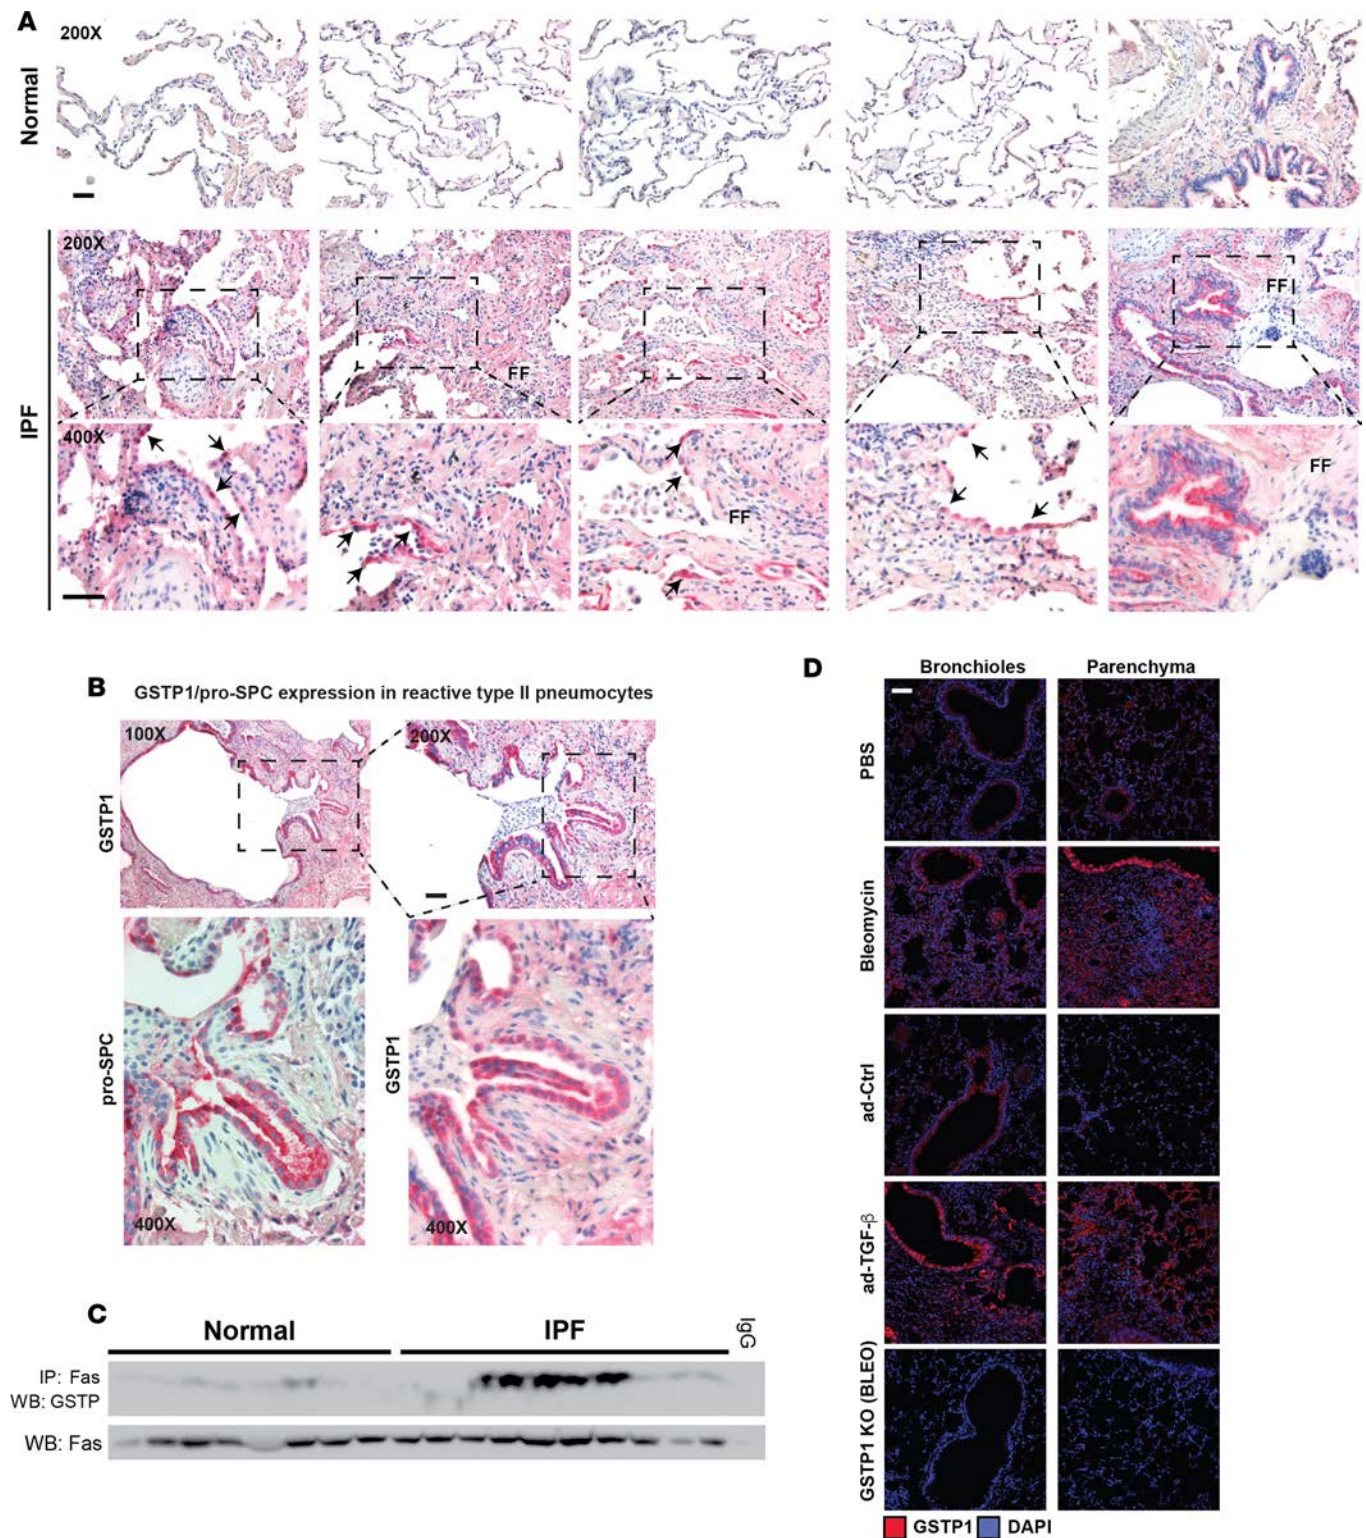 A
200X
Normal
200X
FF
FF
IPF
400X
FF
FF
B
GSTP1/pro-SPC expression in reactive type II pneumocytes
100X
200X
GSTP1
pro-SPC
GSTP1
400X
400X
C
Normal
IPF
IgG
IP: Fas
WB: GSTP
WB: Fas
D
Bronchioles
Parenchyma
PBS
Bleomycin
ad-Ctrl
ad-TGF-β
GSTP1 KO (BLEO)
GSTP1
DAPI